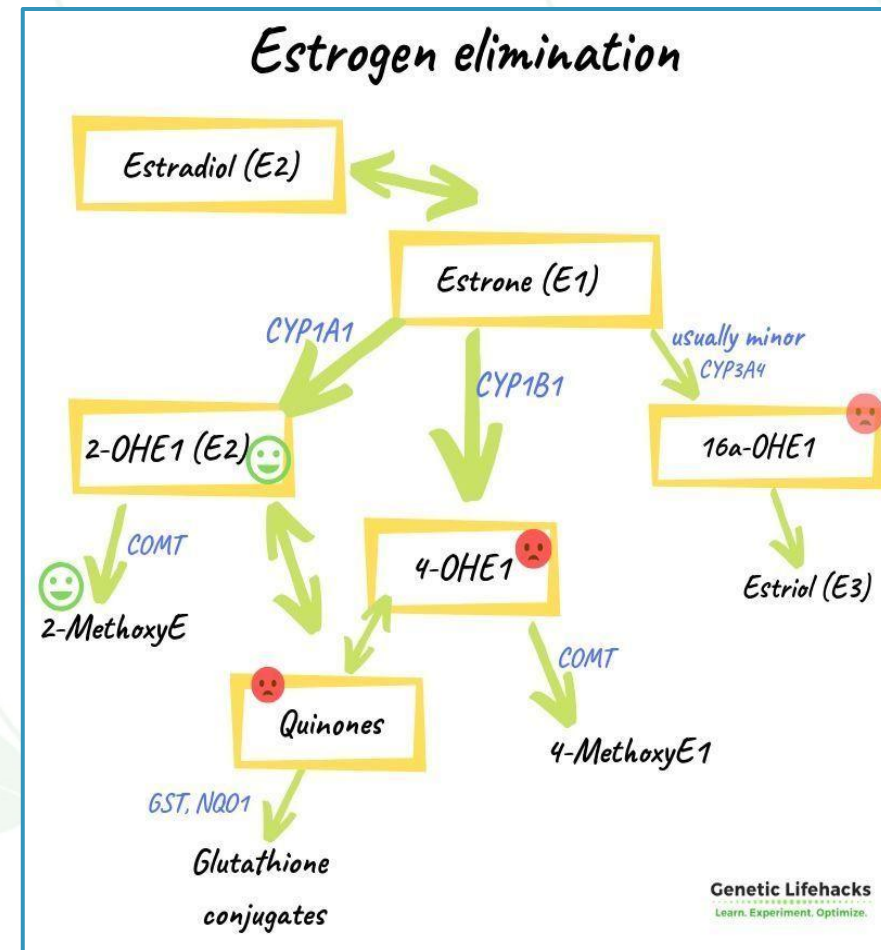 Estrogen elimination
Estradiol (E2)
Estrone (E1)
CYP1A1
CYP1B1
usually minor
CYP3A4
2-OHE1 (E2)
16a-OHE1
COMT
4-OHE1
Estriol (E3)
2-MethoxyE
COMT
Quinones
4-MethoxyE1
GST, NQO1
Glutathione
conjugates
Genetic Lifehacks
Learn. Experiment. Optimize.